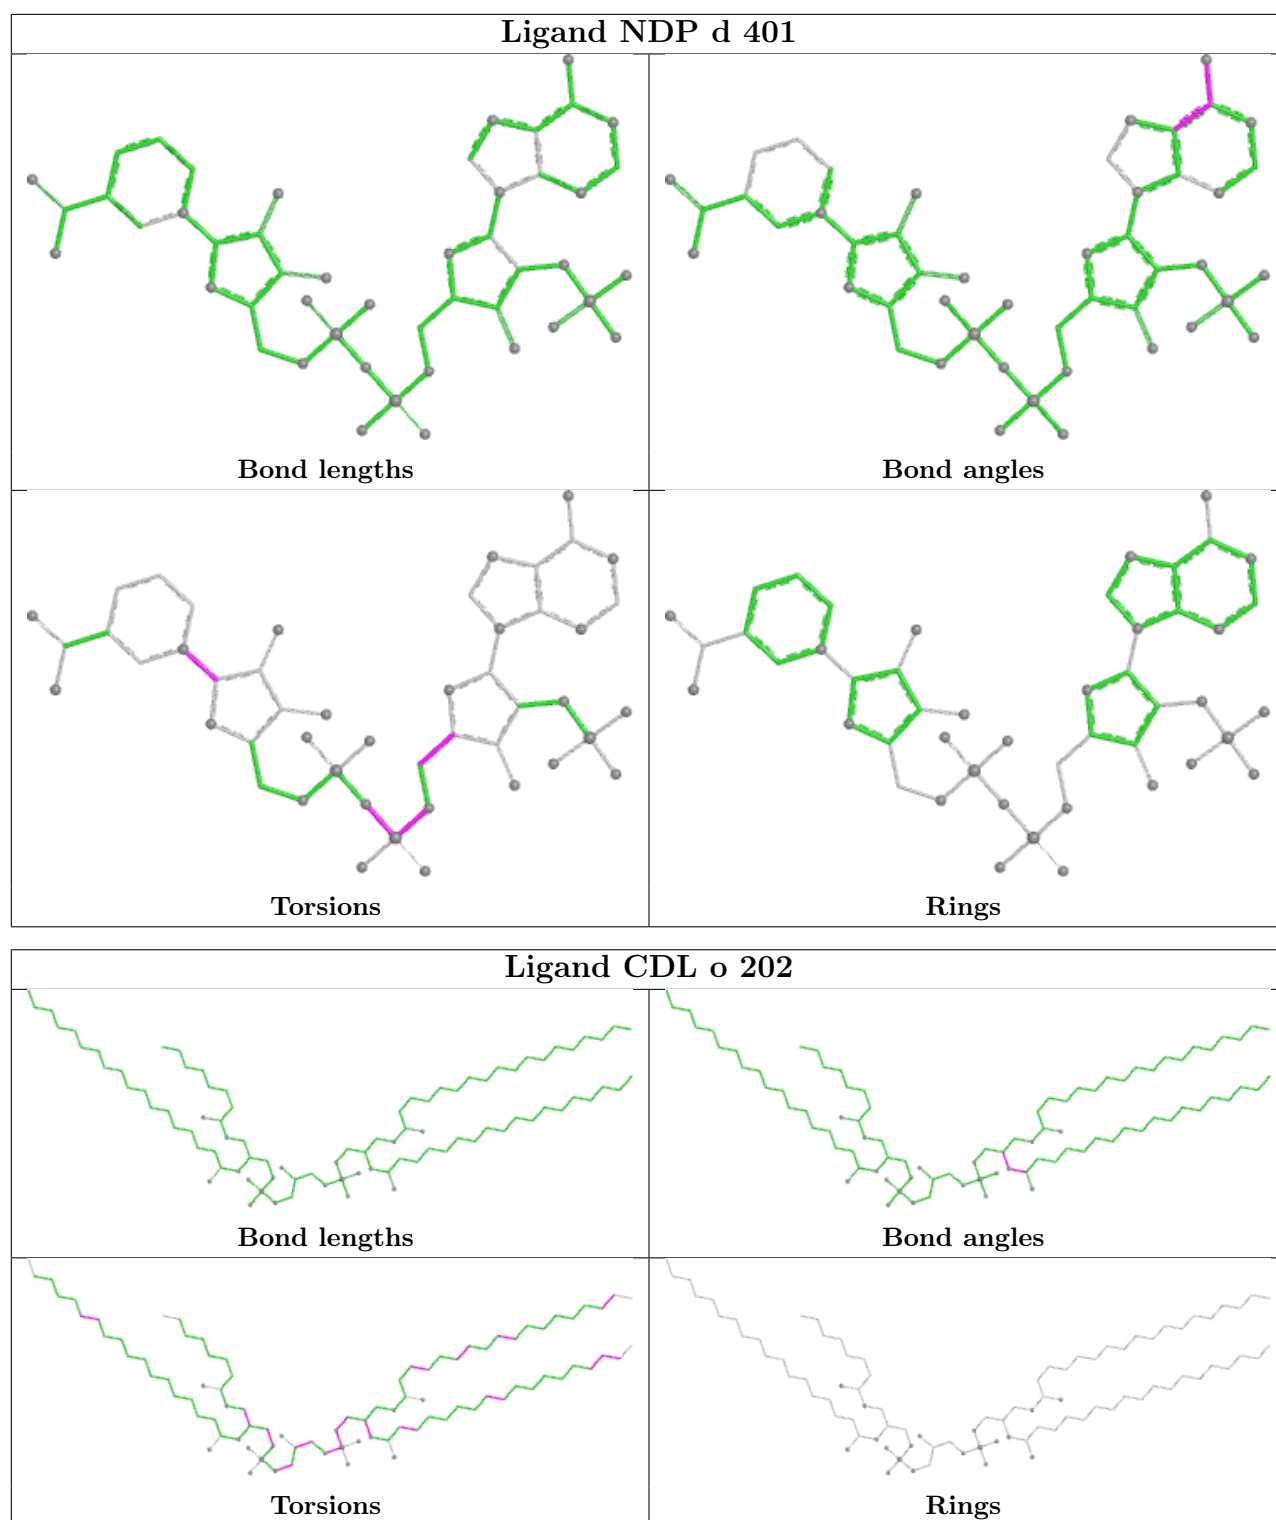 Ligand NDP d 401
Bond lengths
Bond angles
Torsions
Rings
Ligand CDL o 202
Bond lengths
Bond angles
Torsions
Rings